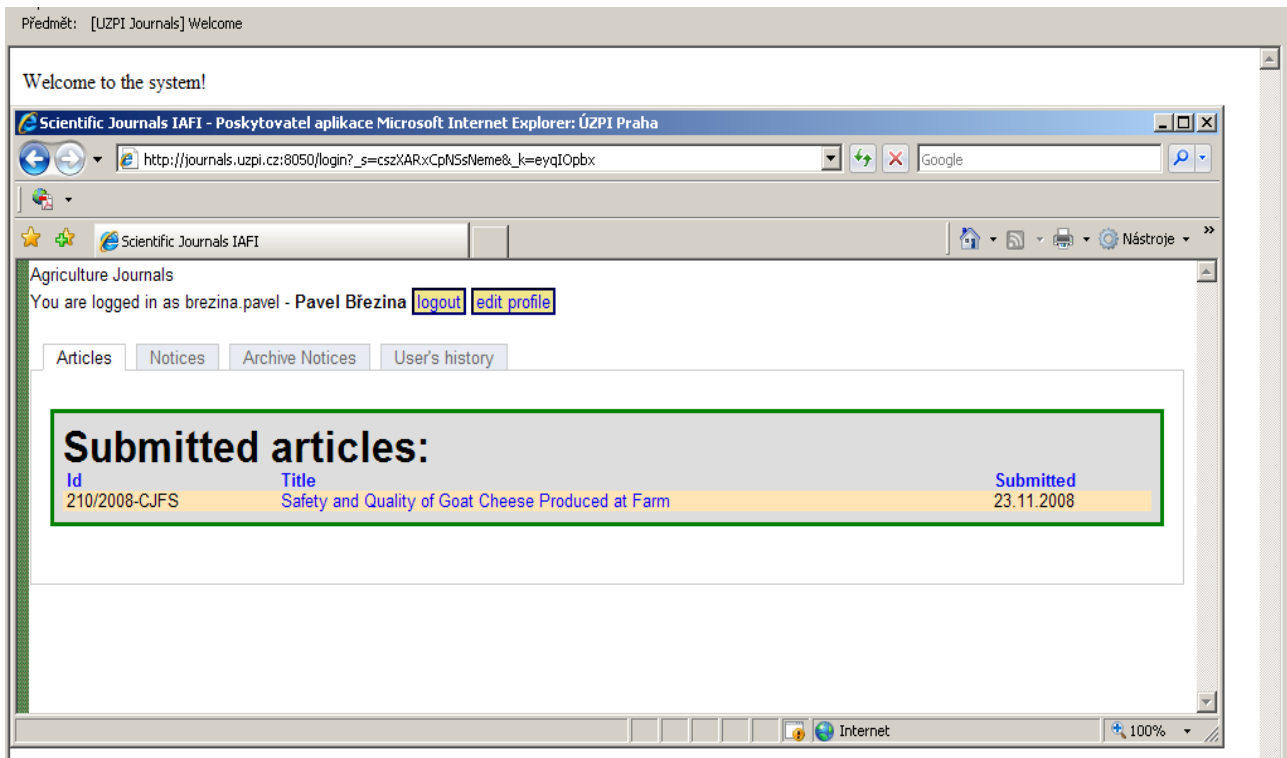 Předmět: [UZPI Journals] Welcome
Welcome to the system!
Scientific Journals IAFI - Poskytovatel aplikace Microsoft Internet Explorer: ÚZPI Praha
http://journals.uzpi.cz:8050/login?_s=cszXARxCpN5sNeme&_k=eyqIOpbx
Google
Scientific Journals IAFI
Nástroje
Agriculture Journals
You are logged in as brezina.pavel - Pavel Březina logout edit profile
Articles Notices Archive Notices User's history
Submitted articles:
Id Title Submitted
210/2008-CJFS Safety and Quality of Goat Cheese Produced at Farm 23.11.2008
Internet 100%